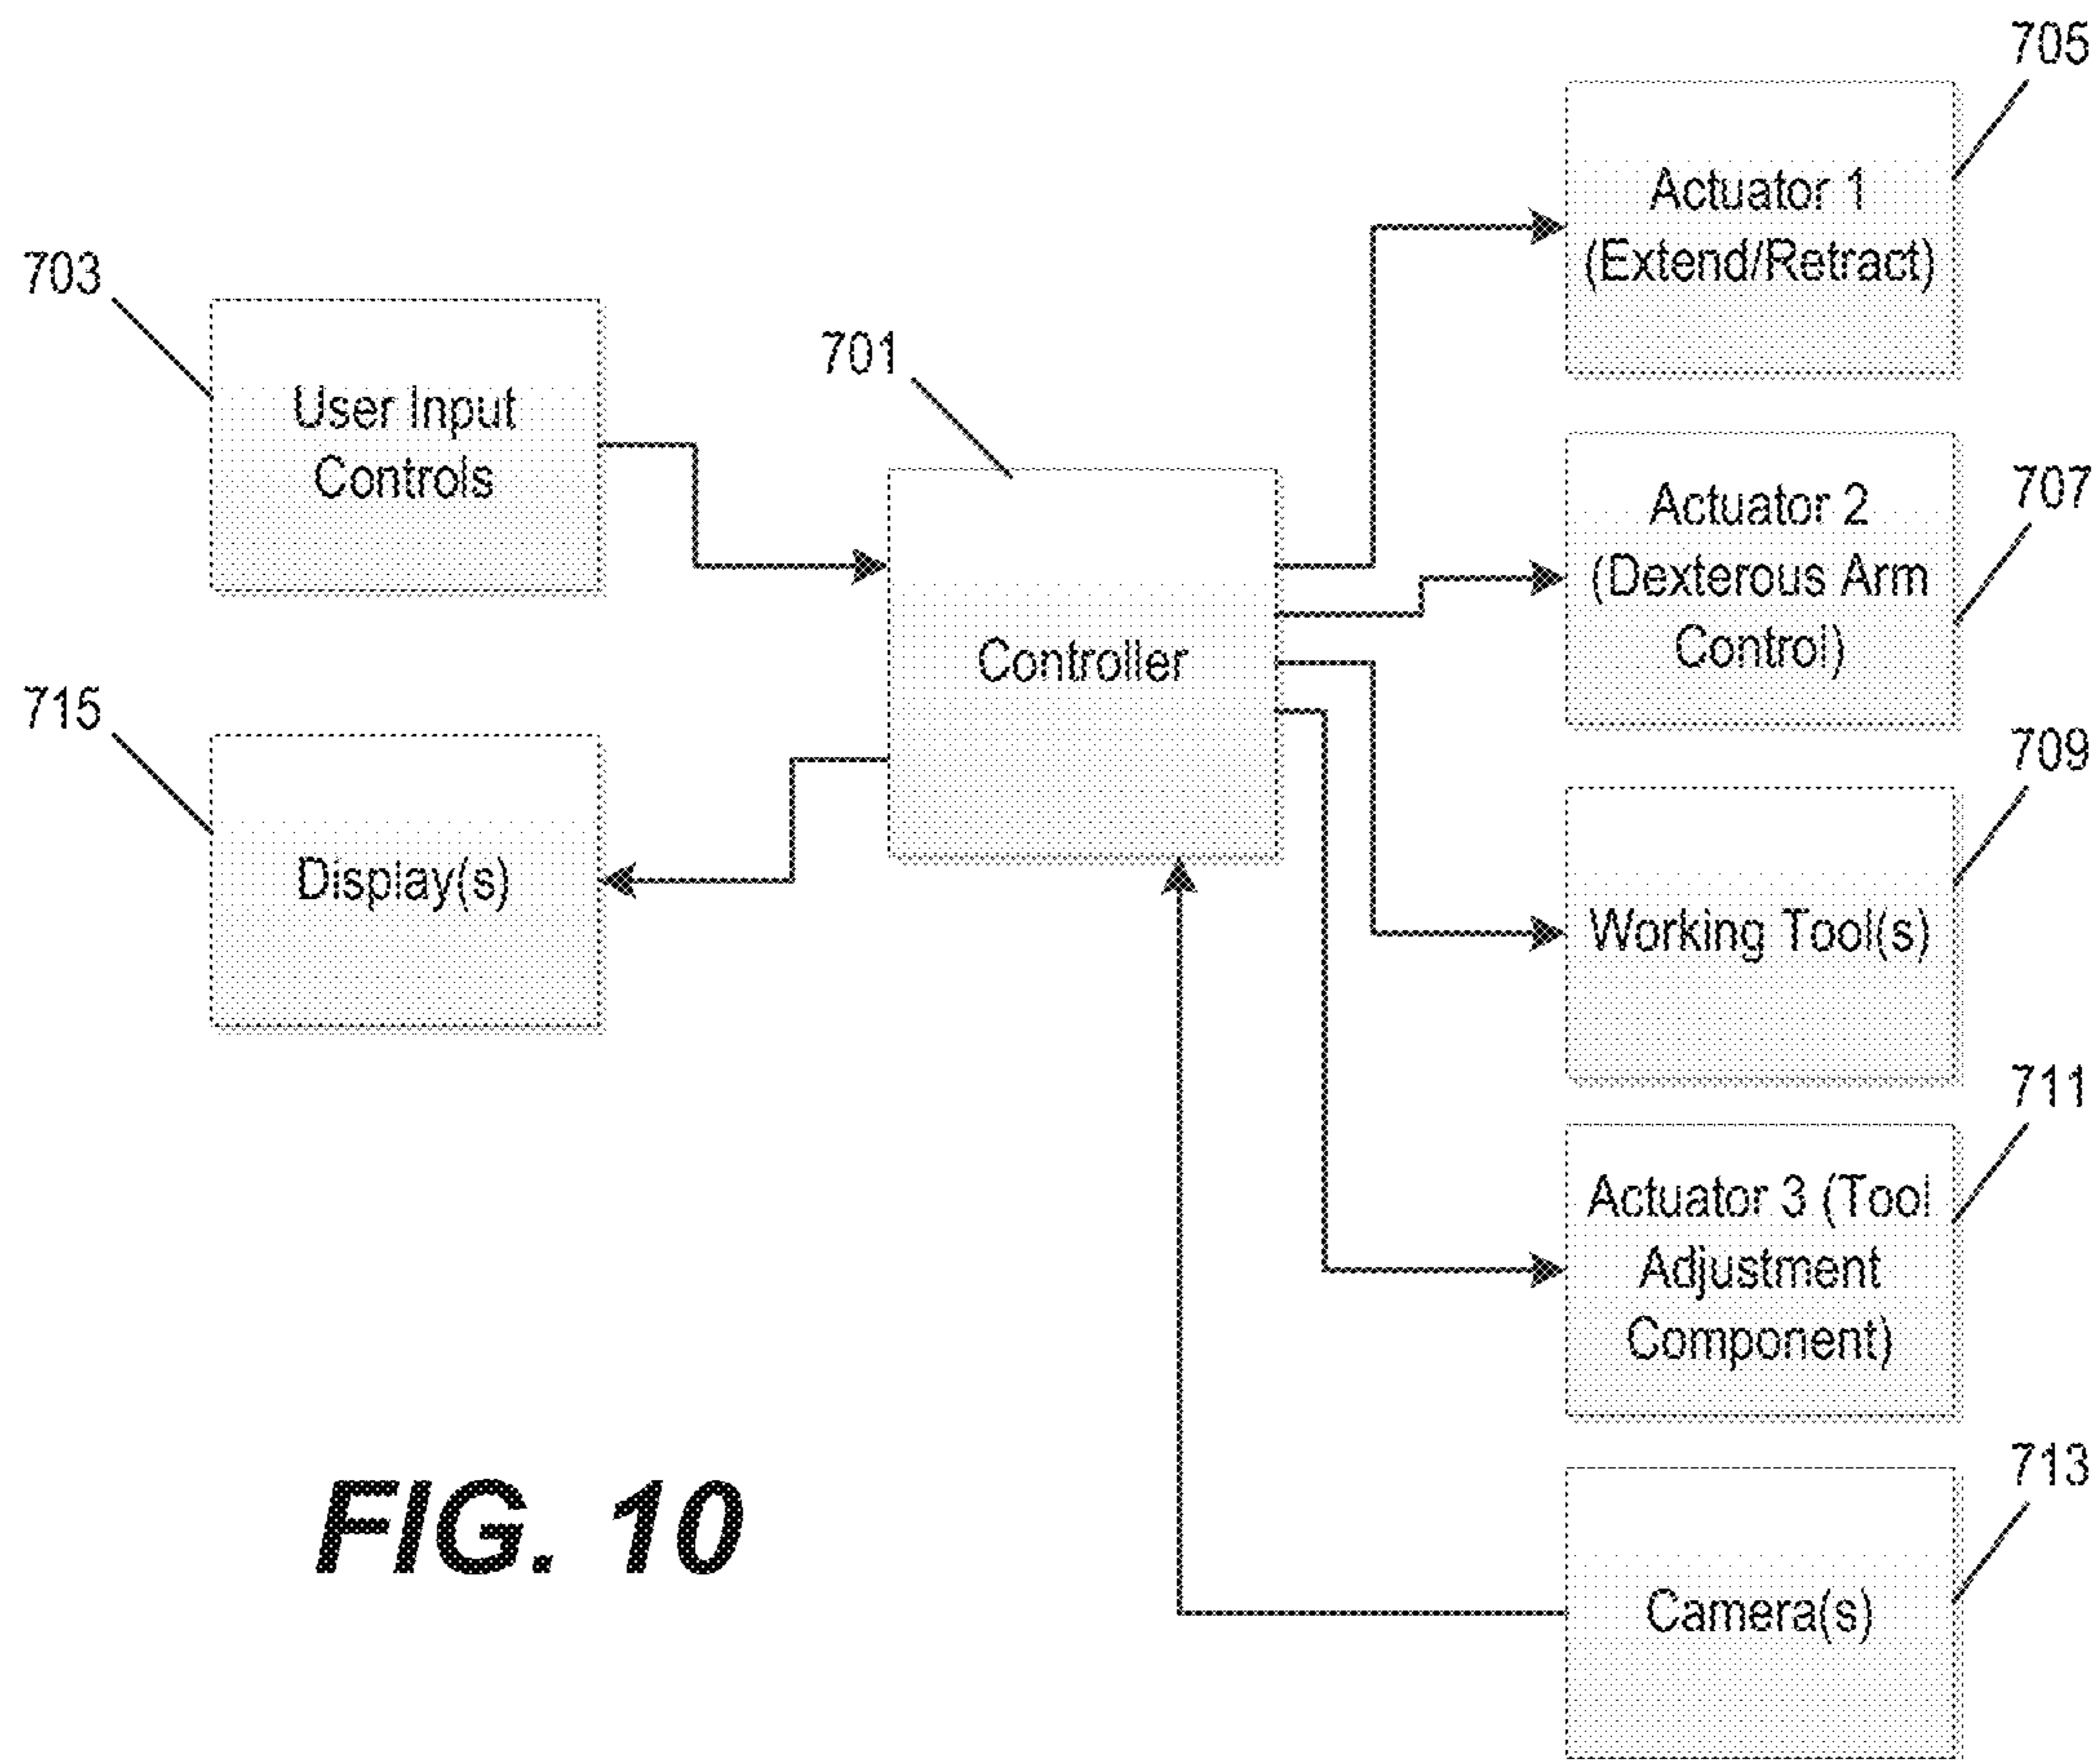 705
Actuator 1
(Extend/Retract)
703
User Input
Controls
701
Controller
707
Actuator 2
(Dexterous Arm
Control)
715
Display(s)
709
Working Tool(s)
711
Actuator 3 (Tool
Adjustment
Component)
713
Camera(s)
FIG. 10